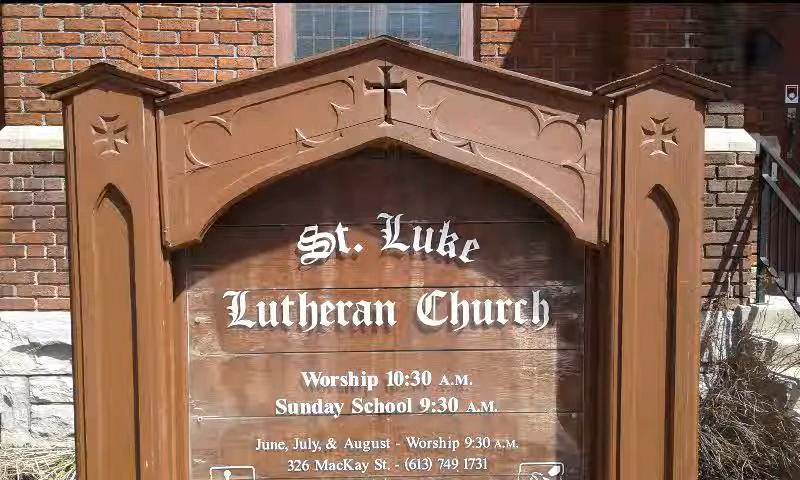 St. Luke
Lutheran Church
Worship 10:30 A.M.
Sunday School 9:30 A.M.
June, July, & August - Worship 9:30 A.M.
326 MacKay St. - (613) 749 1731